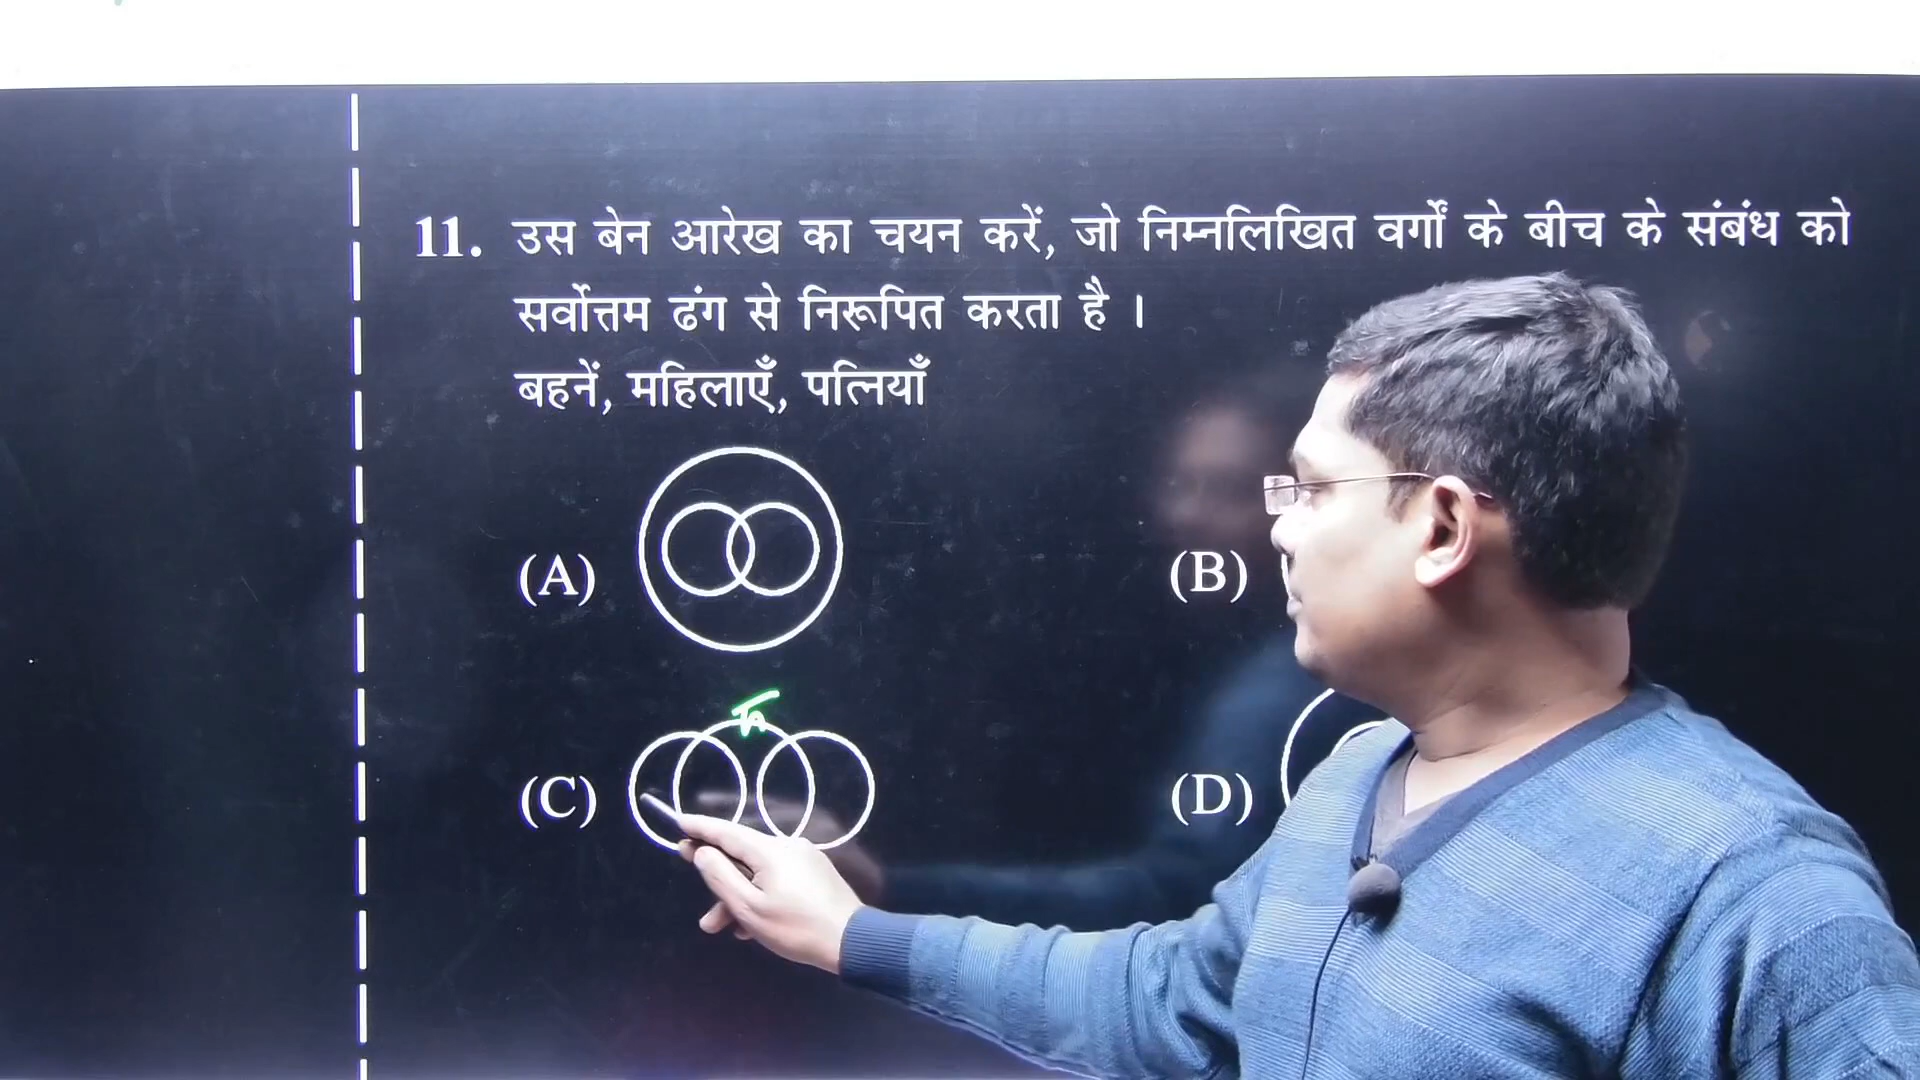 11. उस बेन आरेख का चयन करें, जो निम्नलिखित वर्गों के बीच के संबंध को
सर्वोत्तम ढंग से निरूपित करता है ।
बहनें, महिलाएँ, पत्नियाँ
(A)
(B)
(C)
(D)